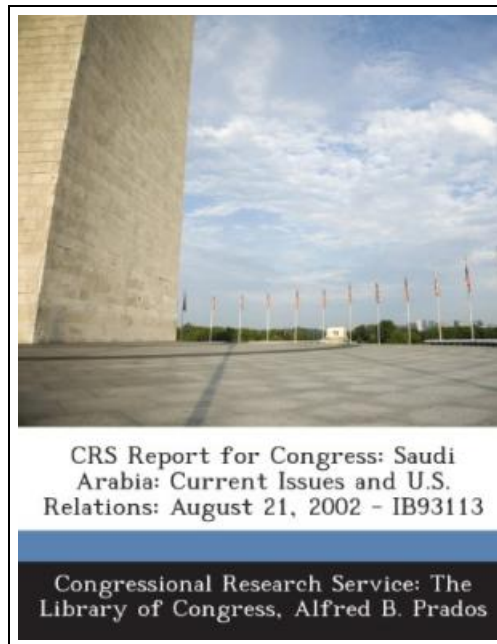 CRS Report for Congress: Saudi
Arabia: Current Issues and U.S.
Relations: August 21, 2002 - IB93113
Congressional Research Service: The
Library of Congress, Alfred B. Prados